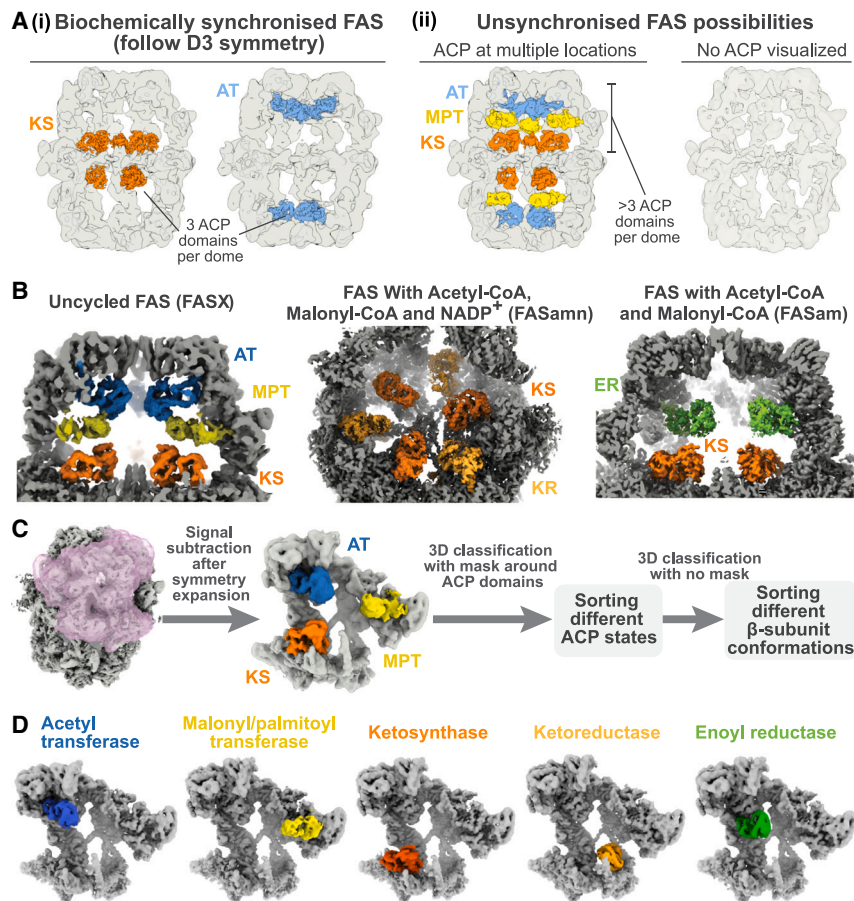 A (i) Biochemically synchronised FAS
(follow D3 symmetry)
KS
AT
3 ACP
domains
per dome
(ii) Unsynchronised FAS possibilities
ACP at multiple locations
No ACP visualized
AT
MPT
KS
>3 ACP
domains
per dome
B
Uncycled FAS (FASX)
AT
MPT
KS
FAS With Acetyl-CoA,
Malonyl-CoA and NADP⁺ (FASamn)
KS
KR
FAS with Acetyl-CoA
and Malonyl-CoA (FASam)
ER
KS
C
Signal
subtraction
after
symmetry
expansion
AT
MPT
KS
3D classification
with mask around
ACP domains
Sorting
different
ACP states
3D classification
with no mask
Sorting
different
β-subunit
conformations
D
Acetyl
transferase
Malonyl/palmitoyl
transferase
Ketosynthase
Ketoreductase
Enoyl reductase